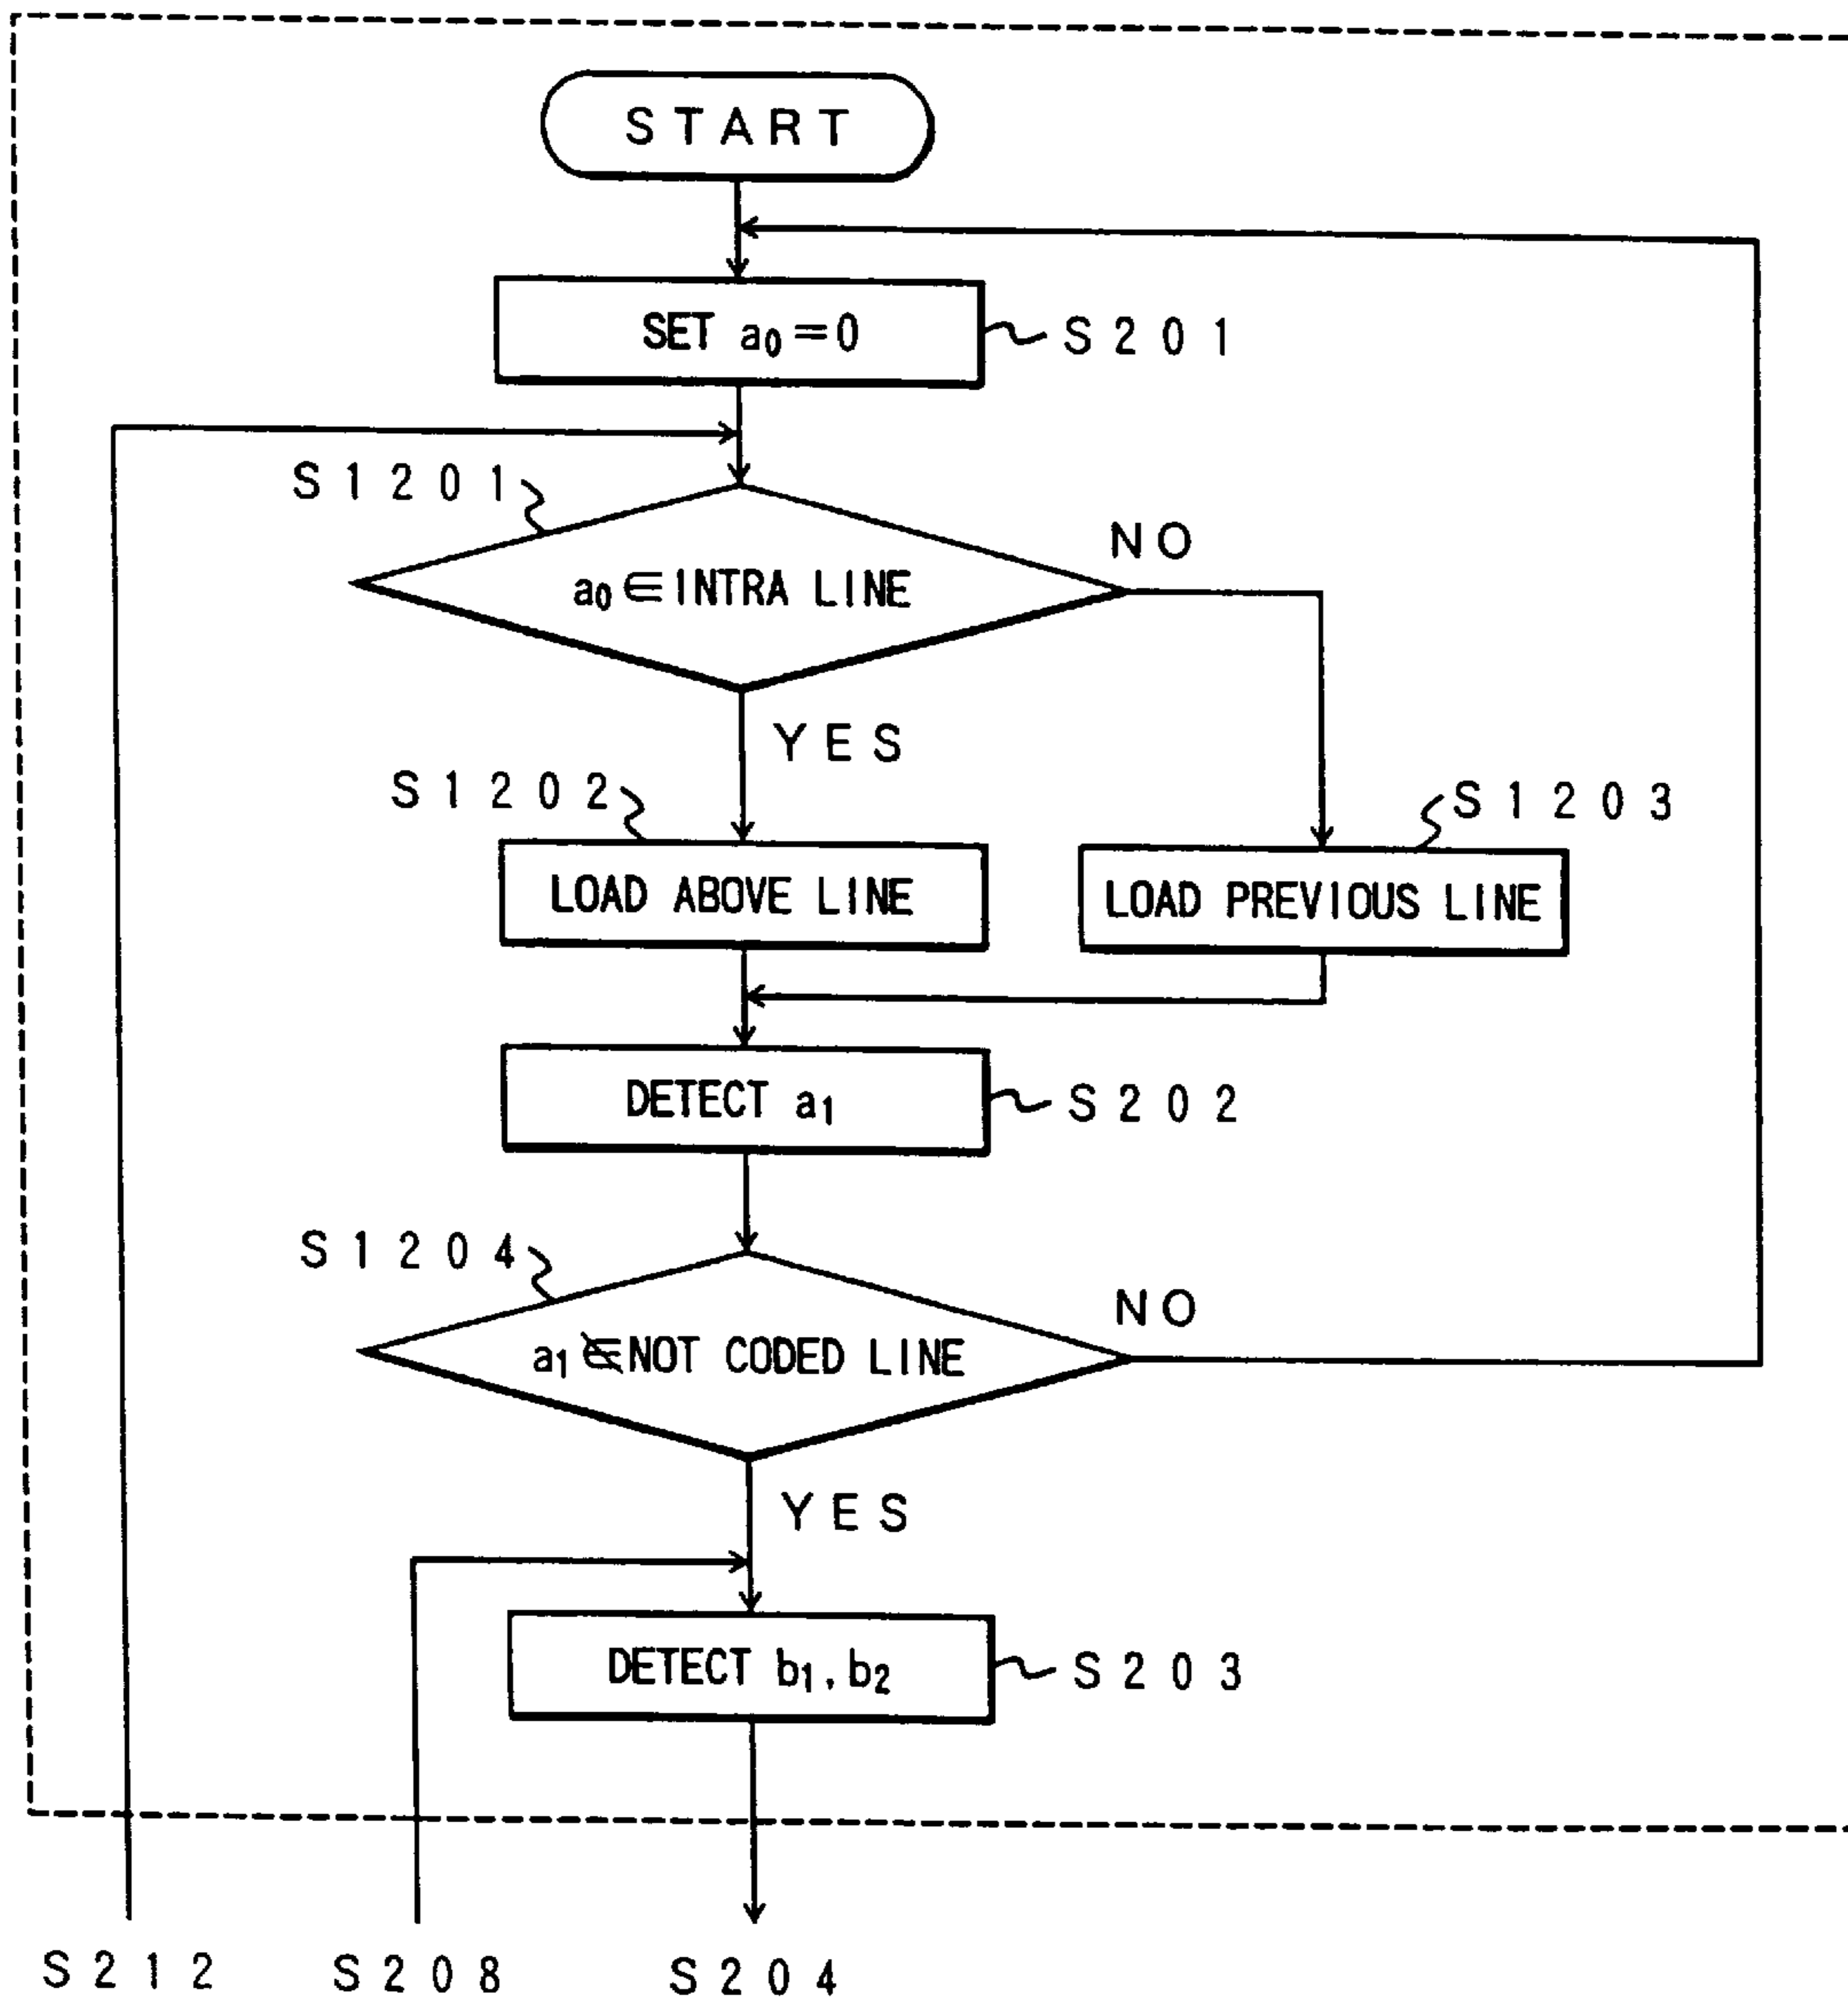 START
SET a₀=0
S201
S1201
a₀∈INTRA LINE
NO
YES
S1202
S1203
LOAD ABOVE LINE
LOAD PREVIOUS LINE
DETECT a₁
S202
S1204
a₁∉NOT CODED LINE
NO
YES
DETECT b₁,b₂
S203
S212
S208
S204